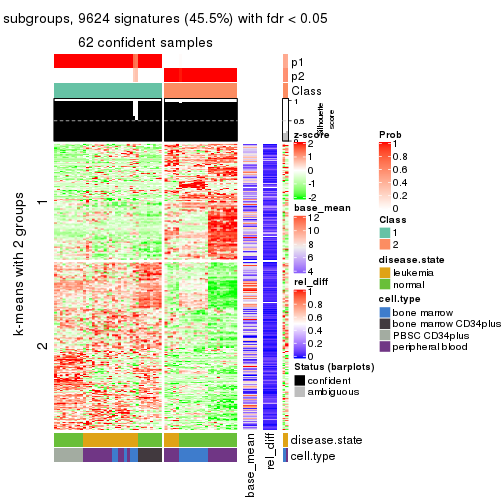 subgroups, 9624 signatures (45.5%) with fdr < 0.05
62 confident samples
p1
p2
Class
1
0.5
0
Silhouette
score
k-means with 2 groups
1
2
z-score
2
1
0
-1
-2
base_mean
12
10
8
6
4
rel_diff
1
0.8
0.6
0.4
0.2
0
Status (barplots)
confident
ambiguous
Prob
1
0.8
0.6
0.4
0.2
0
Class
1
2
disease.state
leukemia
normal
cell.type
bone marrow
bone marrow CD34plus
PBSC CD34plus
peripheral blood
disease.state
cell.type
base_mean
rel_diff